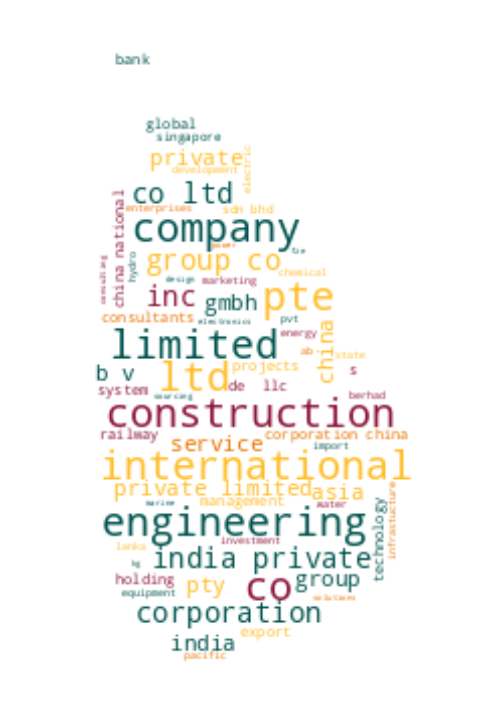 bank
global
singapore
private
development
electric
co ltd
enterprises
sdn bhd
china national
company
power
hydro
consulting
group co
fze
chemical
design
marketing
inc
gmbh
pte
consultants
electronics
pvt
limited
energy
china
ab
state
b v
ltd
projects
s
system
de
llc
sourcing
berhad
construction
railway
service
corporation china
import
international
private limited
asia
management
marine
water
engineering
technology
infrastructure
investment
lanka
india private
kg
holding
pty
co
group
equipment
solutions
corporation
export
india
pacific